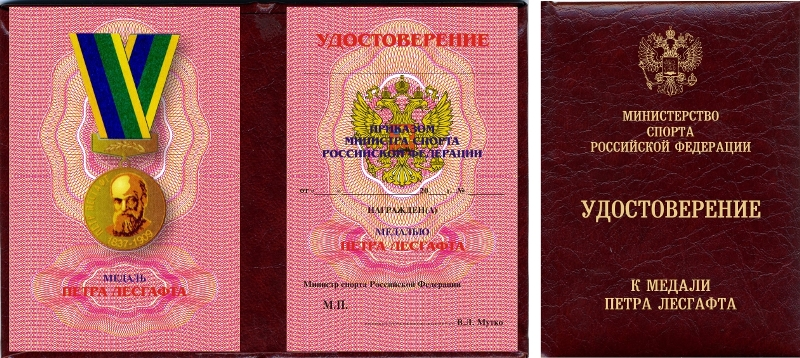 1837-1909
МЕДАЛЬ
ПЕТРА ЛЕСГАФТА
УДОСТОВЕРЕНИЕ
ПРИКАЗОМ
МИНИСТРА СПОРТА
РОССИЙСКОЙ ФЕДЕРАЦИИ
от « » 20 г. №
НАГРАЖДЕН(А)
МЕДАЛЬЮ
ПЕТРА ЛЕСГАФТА
Министр спорта Российской Федерации
М.П.
В.Л. Мутко
МИНИСТЕРСТВО
СПОРТА
РОССИЙСКОЙ ФЕДЕРАЦИИ
УДОСТОВЕРЕНИЕ
К МЕДАЛИ
ПЕТРА ЛЕСГАФТА